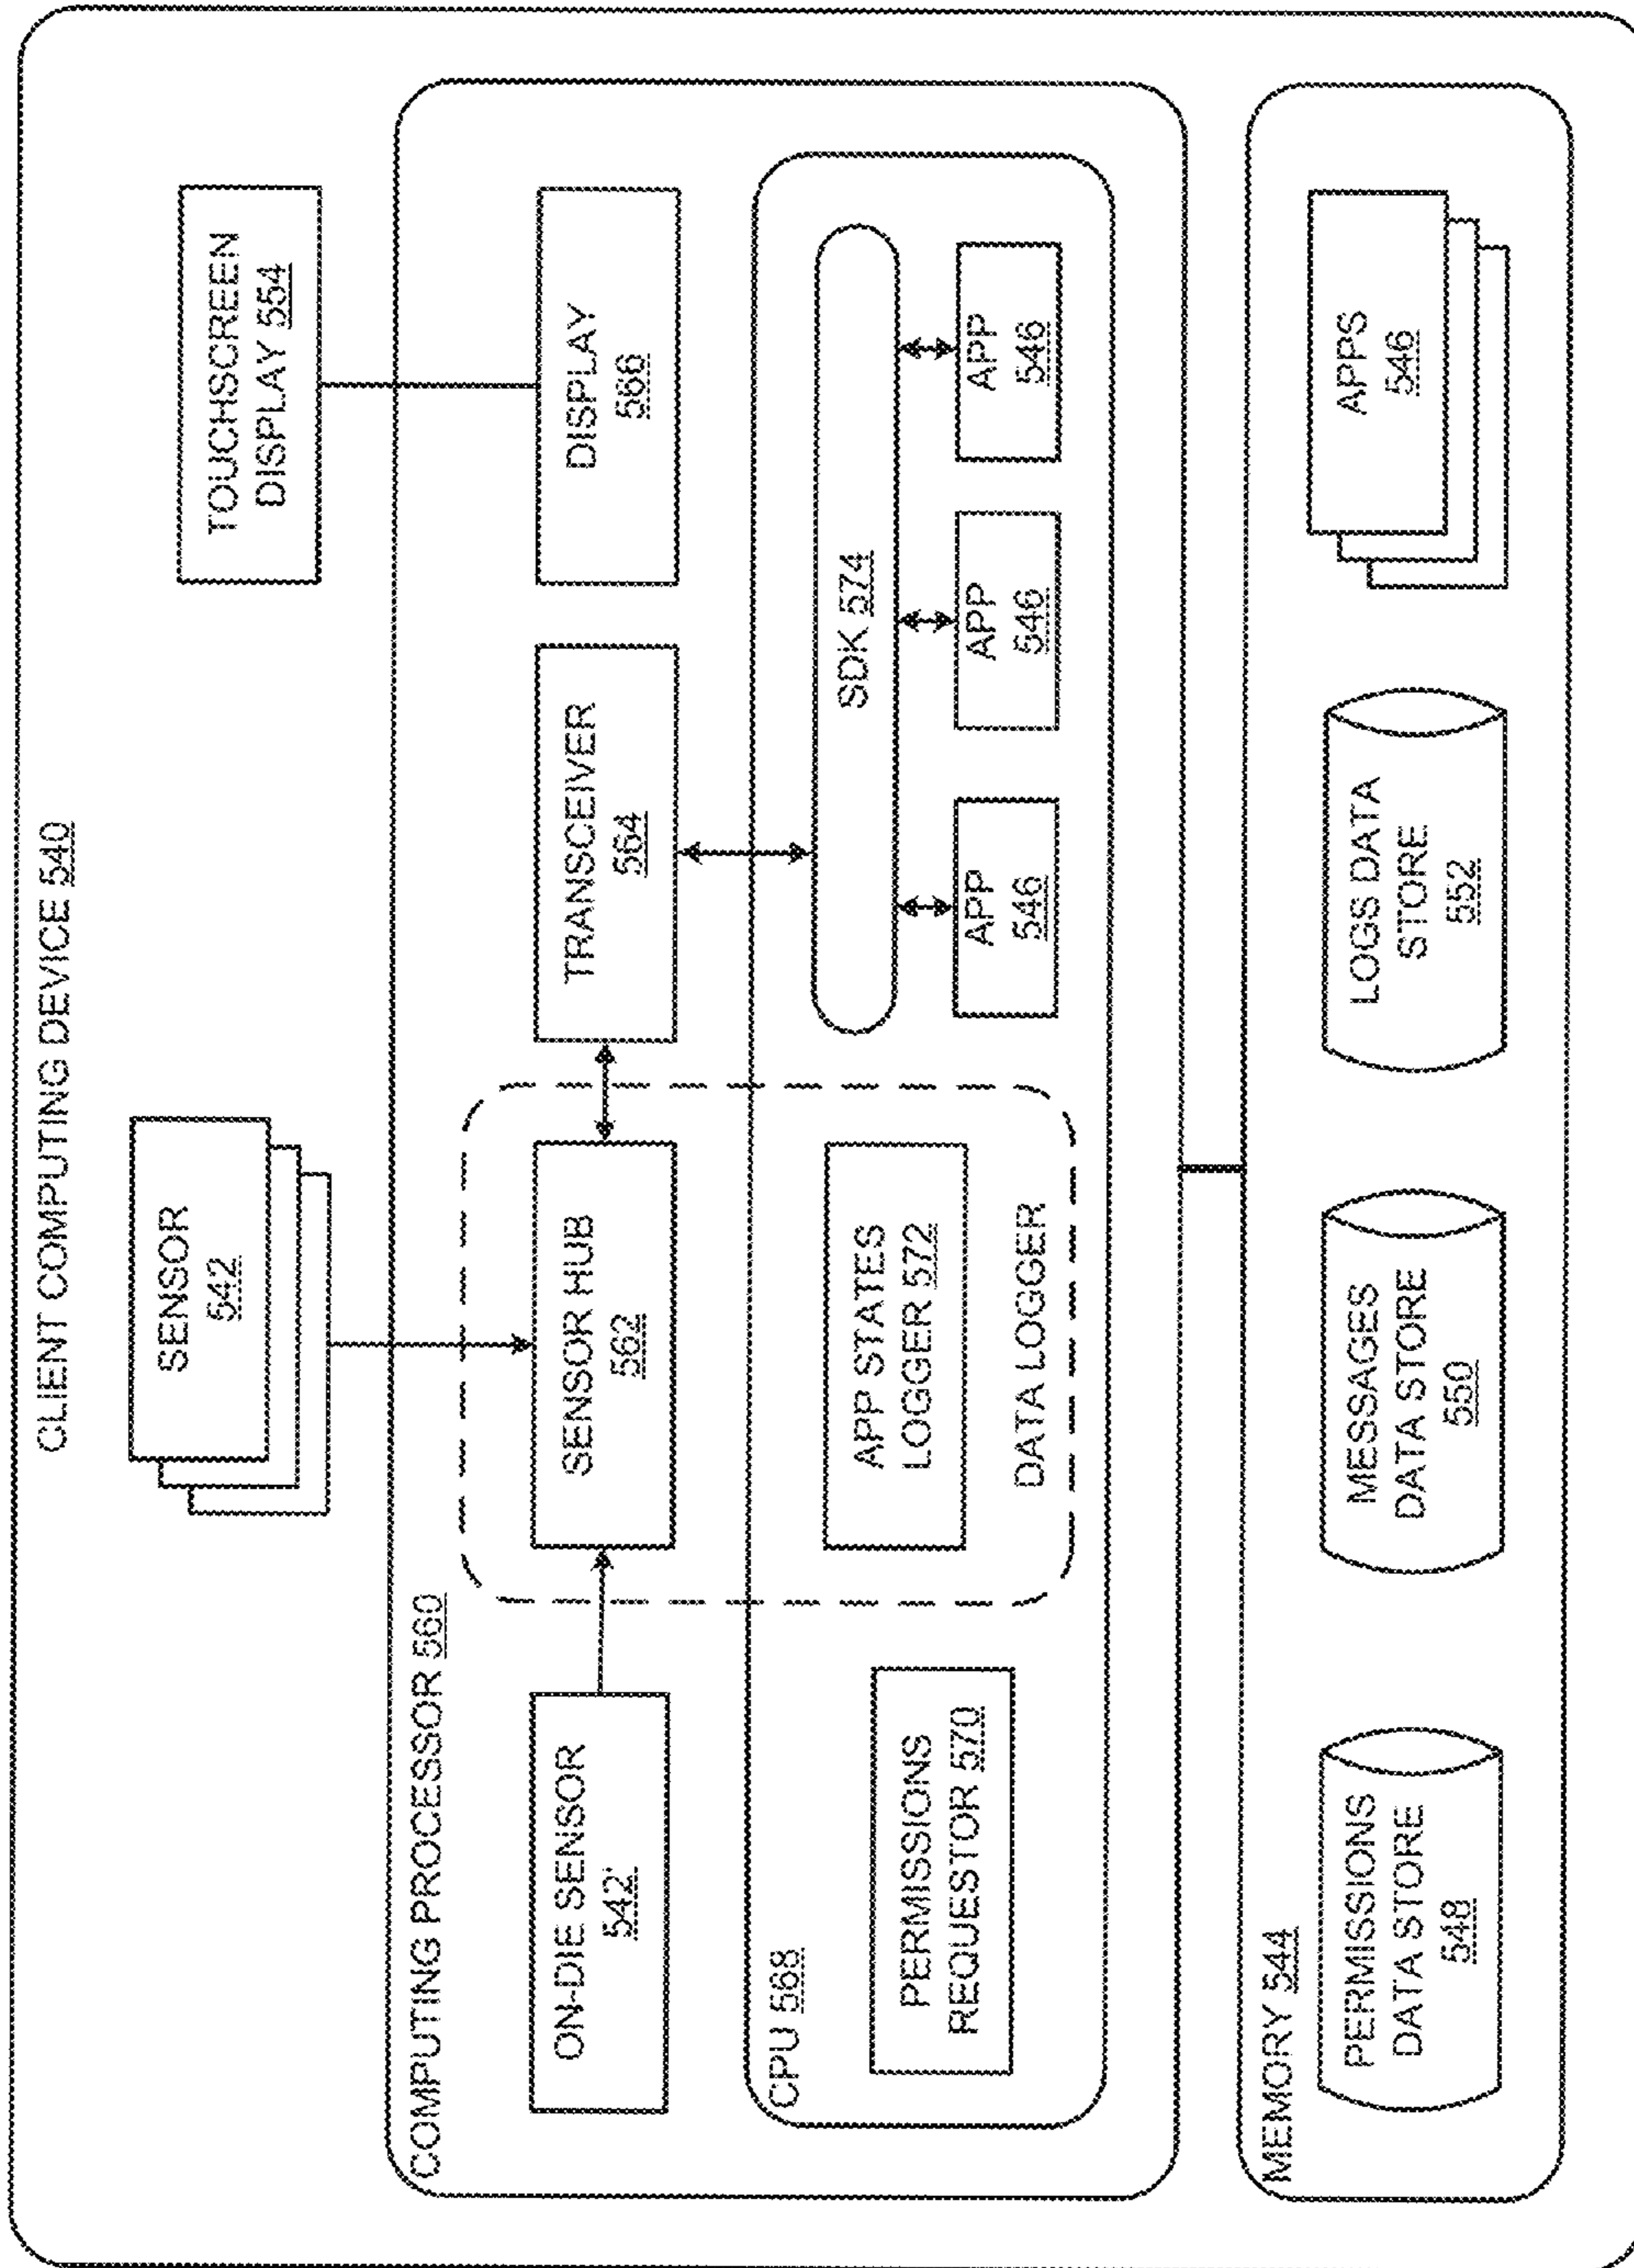 CLIENT COMPUTING DEVICE 540
SENSOR
542
TOUCHSCREEN
DISPLAY 554
COMPUTING PROCESSOR 560
ON-DIE SENSOR
542'
SENSOR HUB
562
TRANSCEIVER
564
DISPLAY
566
CPU 568
PERMISSIONS
REQUESTOR 570
APP STATES
LOGGER 572
DATA LOGGER
SDK 574
APP
546
APP
546
APP
546
MEMORY 544
PERMISSIONS
DATA STORE
548
MESSAGES
DATA STORE
550
LOGS DATA
STORE
552
APPS
546